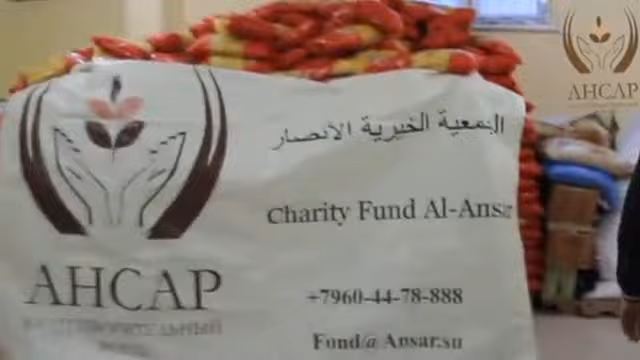 АНСАР
الجمعية الخيرية الأنصار
Charity Fund Al-Ansar
АНСАР
+7960-44-78-888
Fund@Ansar.su